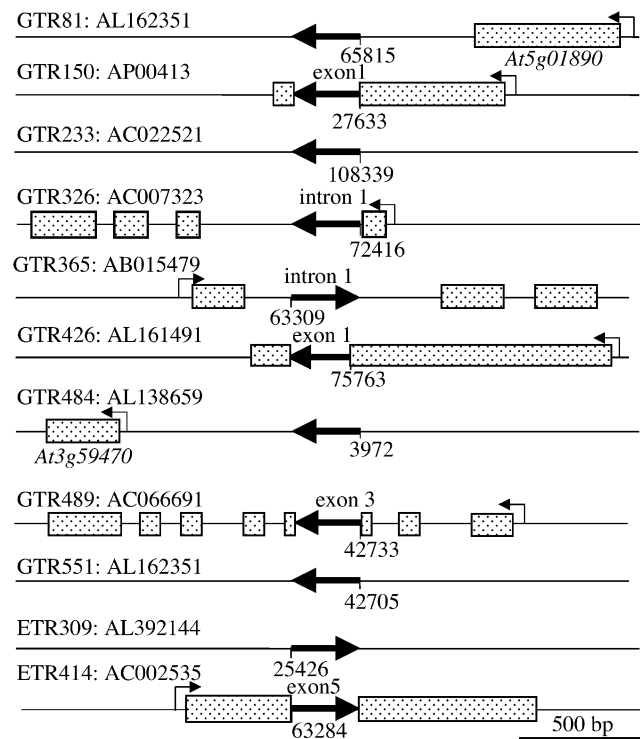 GTR81: AL162351
65815
At5g01890
GTR150: AP00413
exon1
27633
GTR233: AC022521
108339
GTR326: AC007323
intron 1
72416
GTR365: AB015479
intron 1
63309
GTR426: AL161491
exon 1
75763
GTR484: AL138659
At3g59470
3972
GTR489: AC066691
exon 3
42733
GTR551: AL162351
42705
ETR309: AL392144
25426
ETR414: AC002535
exon5
63284
500 bp